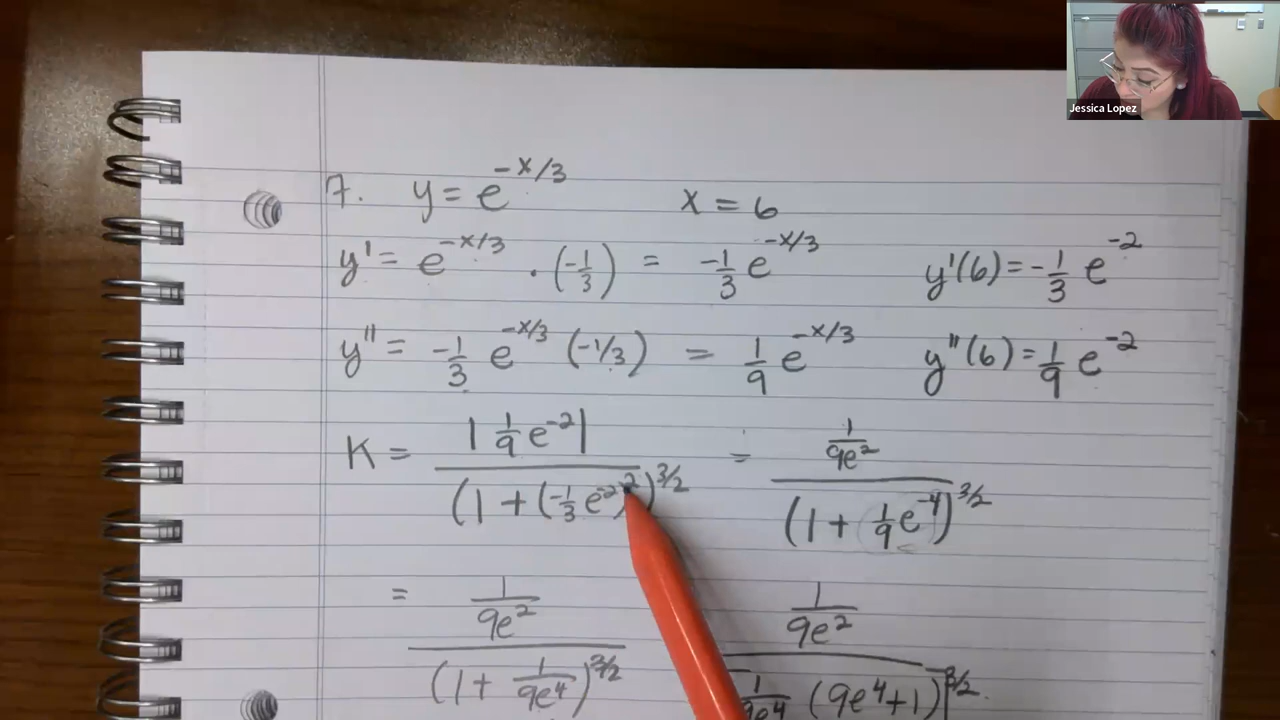 Jessica Lopez
7. y = e^{-x/3} x = 6
y' = e^{-x/3} · (-1/3) = -1/3 e^{-x/3} y'(6) = -1/3 e^{-2}
y'' = -1/3 e^{-x/3} (-1/3) = 1/9 e^{-x/3} y''(6) = 1/9 e^{-2}
K = |1/9 e^{-2}| / (1 + (-1/3 e^{-2})^2)^{3/2} = (1/(9e^2)) / (1 + 1/9 e^{-4})^{3/2}
= (1/(9e^2)) / (1 + 1/(9e^4))^{3/2} (1/(9e^2)) / [1/(9e^4) (9e^4+1)]^{3/2}